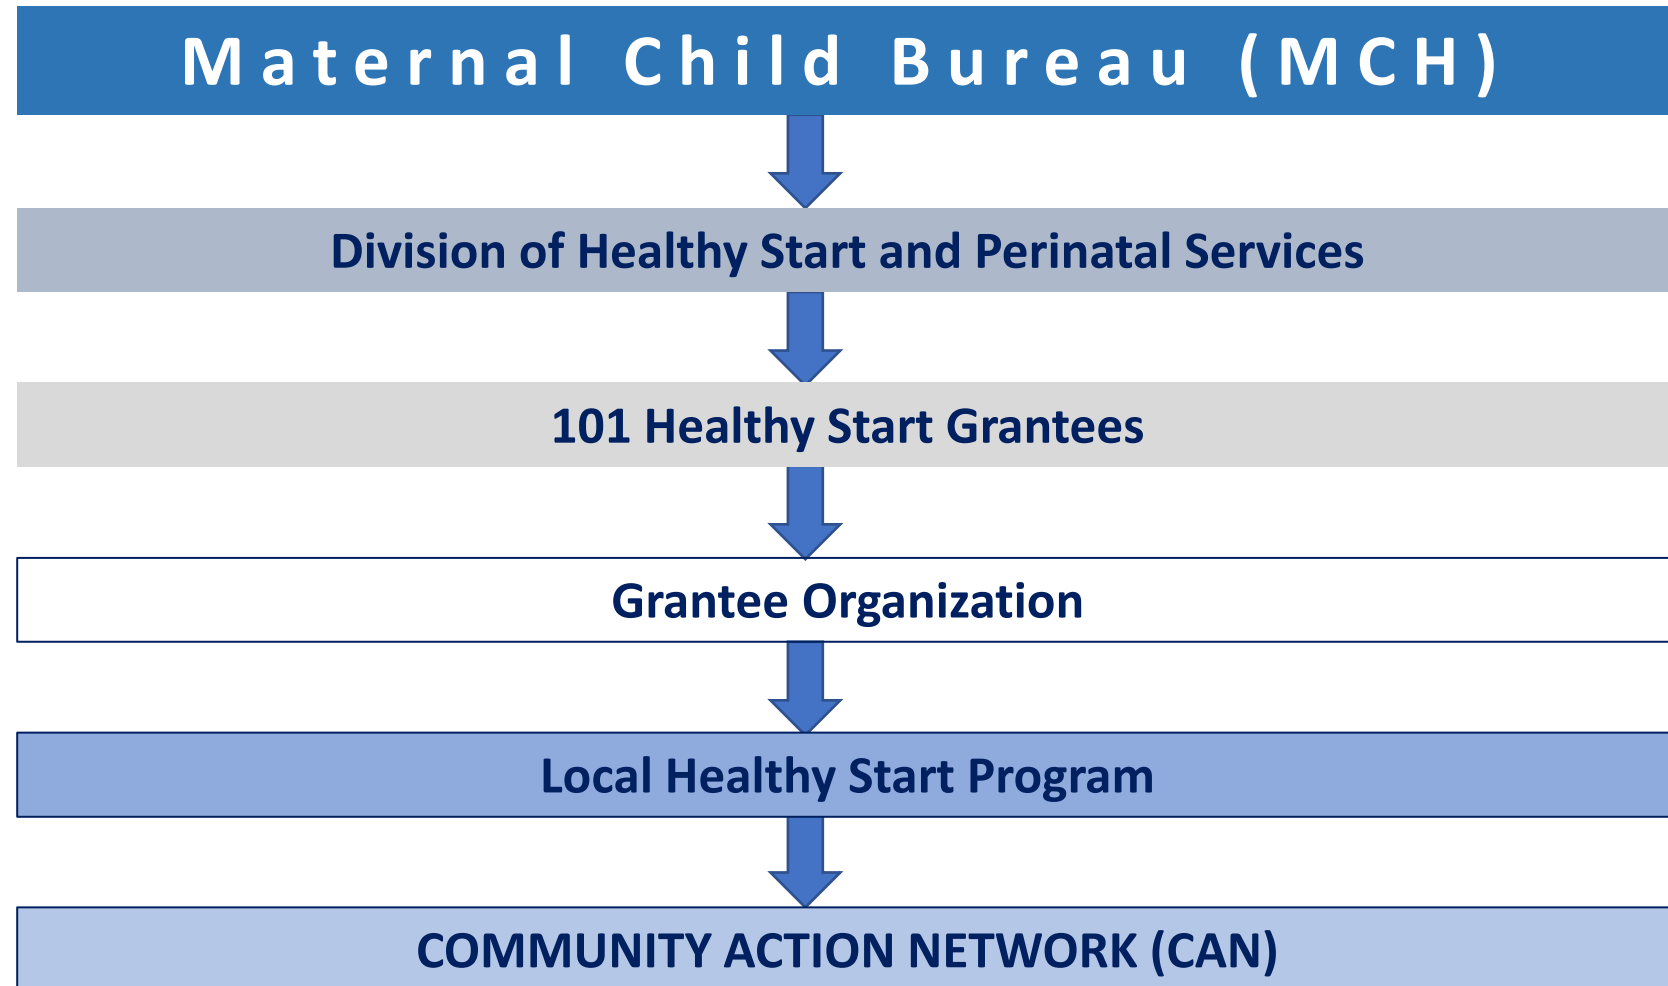 Maternal Child Bureau (MCH)
Division of Healthy Start and Perinatal Services
101 Healthy Start Grantees
Grantee Organization
Local Healthy Start Program
COMMUNITY ACTION NETWORK (CAN)